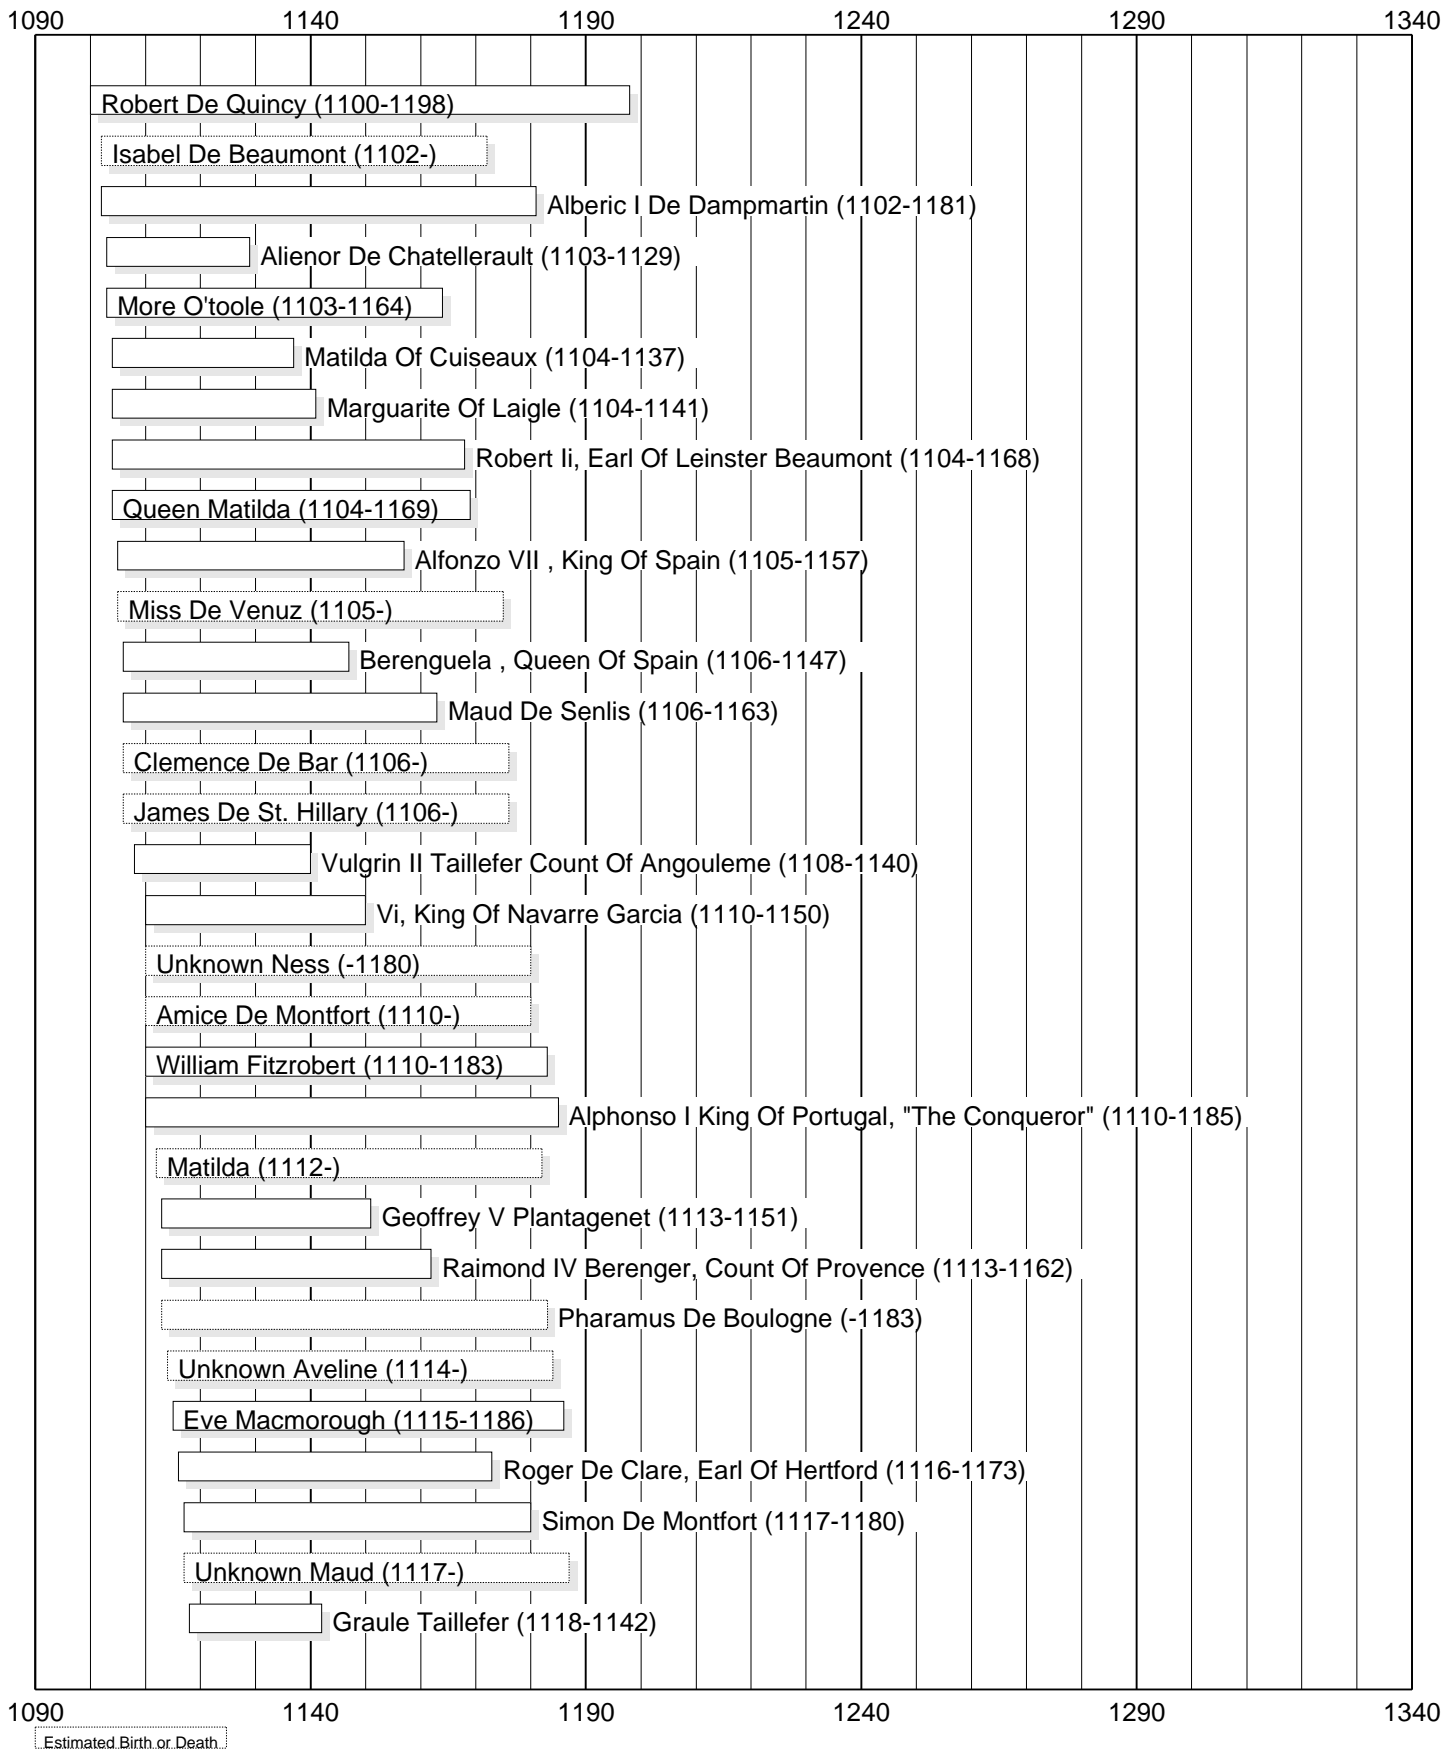 1090 1140 1190 1240 1290 1340
Robert De Quincy (1100-1198)
Isabel De Beaumont (1102-)
Alberic I De Dampmartin (1102-1181)
Alienor De Chatellerault (1103-1129)
More O'toole (1103-1164)
Matilda Of Cuiseaux (1104-1137)
Marguarite Of Laigle (1104-1141)
Robert Ii, Earl Of Leinster Beaumont (1104-1168)
Queen Matilda (1104-1169)
Alfonzo VII , King Of Spain (1105-1157)
Miss De Venuz (1105-)
Berenguela , Queen Of Spain (1106-1147)
Maud De Senlis (1106-1163)
Clemence De Bar (1106-)
James De St. Hillary (1106-)
Vulgrin II Taillefer Count Of Angouleme (1108-1140)
Vi, King Of Navarre Garcia (1110-1150)
Unknown Ness (-1180)
Amice De Montfort (1110-)
William Fitzrobert (1110-1183)
Alphonso I King Of Portugal, "The Conqueror" (1110-1185)
Matilda (1112-)
Geoffrey V Plantagenet (1113-1151)
Raimond IV Berenger, Count Of Provence (1113-1162)
Pharamus De Boulogne (-1183)
Unknown Aveline (1114-)
Eve Macmorough (1115-1186)
Roger De Clare, Earl Of Hertford (1116-1173)
Simon De Montfort (1117-1180)
Unknown Maud (1117-)
Graule Taillefer (1118-1142)
1090 1140 1190 1240 1290 1340
Estimated Birth or Death